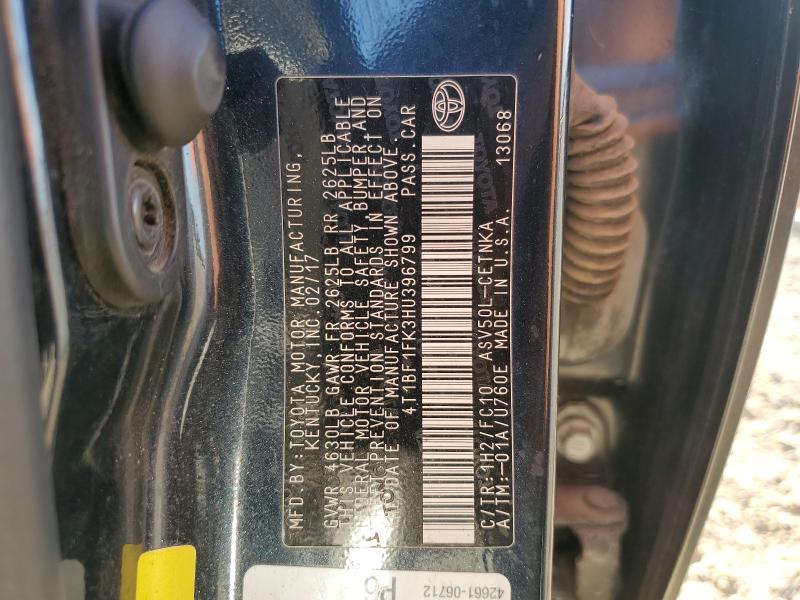 MFD BY: TOYOTA MOTOR MANUFACTURING,
KENTUCKY, INC. 02/17
GVWR 4630LB GAWR FR 2625LB RR 2625LB
THIS VEHICLE CONFORMS TO ALL APPLICABLE
FEDERAL MOTOR VEHICLE SAFETY, BUMPER, AND
THEFT PREVENTION STANDARDS IN EFFECT ON
THE DATE OF MANUFACTURE SHOWN ABOVE.
4T1BF1FK3HU396799 PASS.CAR
C/TR: 1H2/FC10 ASV50L-CETNKA 13068
A/TM:-01A/U760E MADE IN U.S.A.
42661-06712